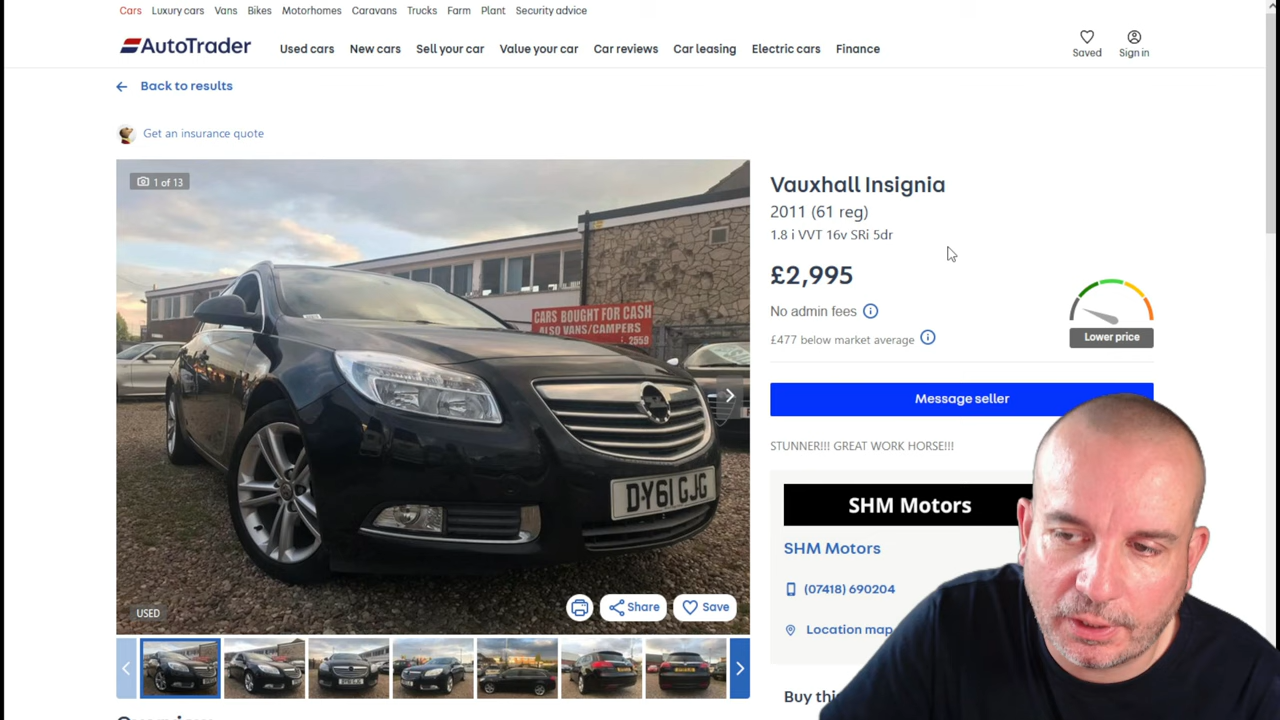 Cars Luxury cars Vans Bikes Motorhomes Caravans Trucks Farm Plant Security advice
AutoTrader
Used cars New cars Sell your car Value your car Car reviews Car leasing Electric cars Finance
Saved Sign in
Back to results
Get an insurance quote
1 of 13
CARS BOUGHT FOR CASH
ALSO VANS/CAMPERS
2559
DY61 GJG
USED
Share
Save
Vauxhall Insignia
2011 (61 reg)
1.8 i VVT 16v SRi 5dr
£2,995
No admin fees
£477 below market average
Lower price
Message seller
STUNNER!!! GREAT WORK HORSE!!!
SHM Motors
SHM Motors
(07418) 690204
Location map
Buy thi